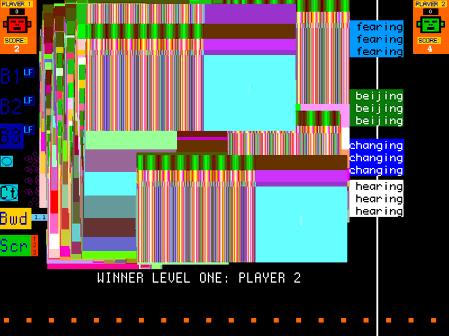 PLAYER 1
0
SCORE:
0
PLAYER 2
0
SCORE:
4
fearing
fearing
fearing
B1 LF
B2 LF
B3 LF
beijing
beijing
beijing
changing
changing
changing
Ct
hearing
hearing
hearing
Bwd
Scr
WINNER LEVEL ONE: PLAYER 2